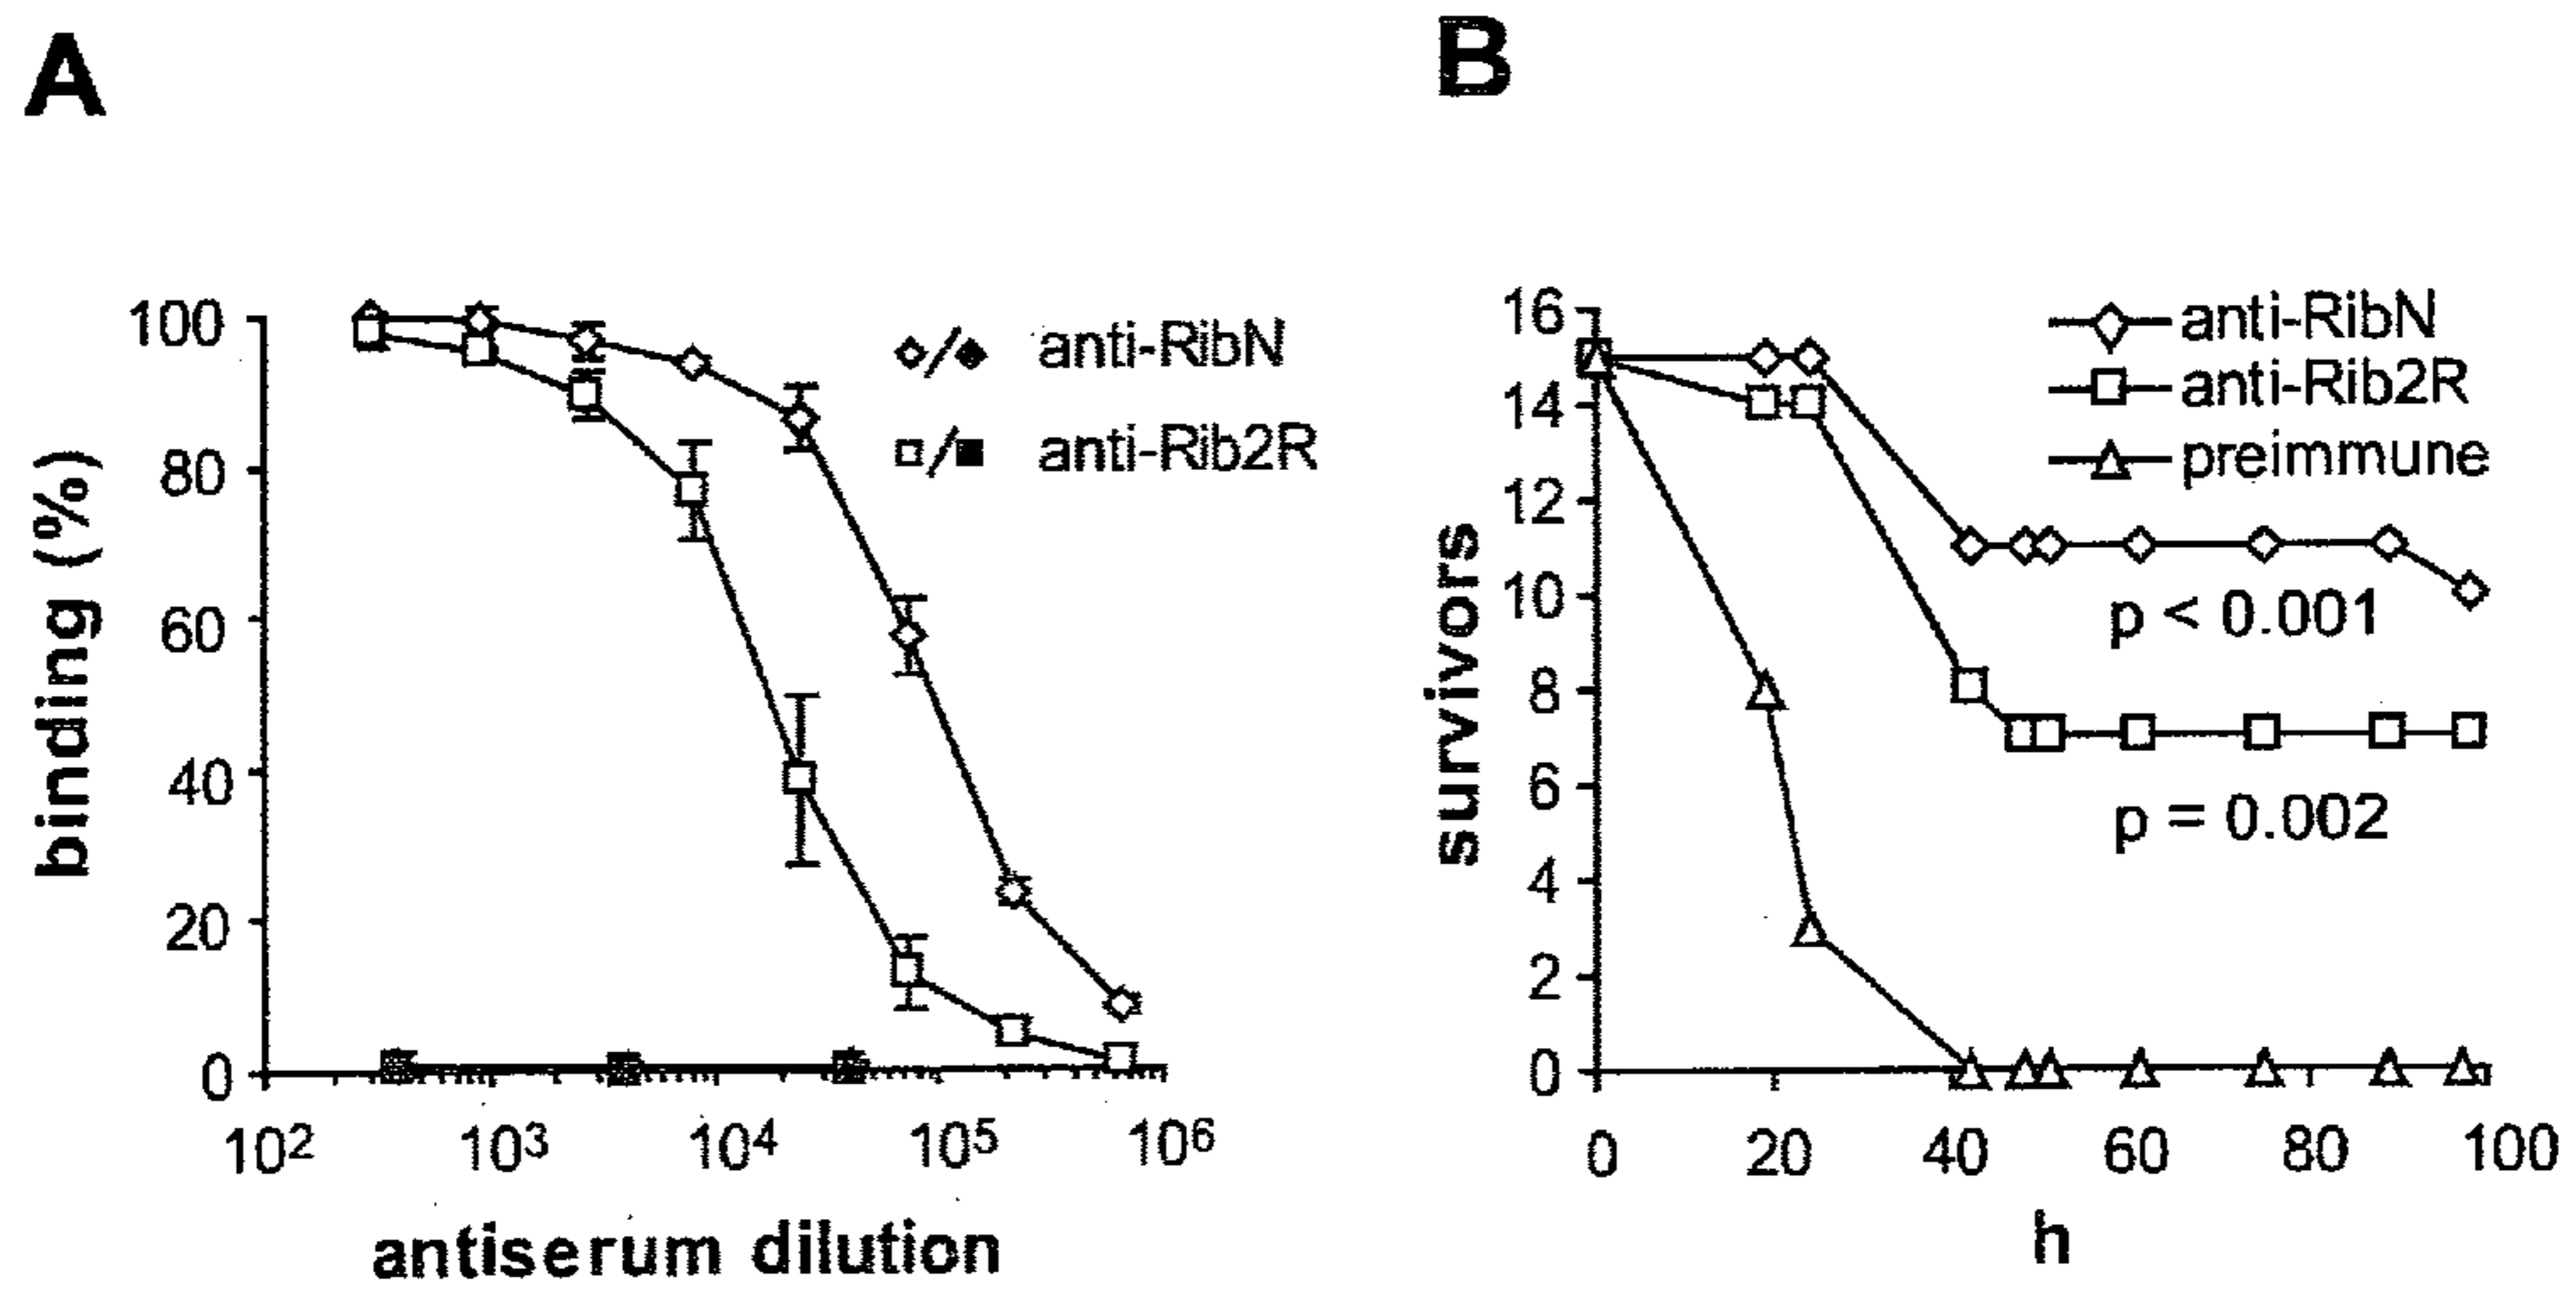 A
100
80
60
40
20
0
10²
10³
10⁴
10⁵
10⁶
binding (%)
antiserum dilution
anti-RibN
anti-Rib2R
B
16
14
12
10
8
6
4
2
0
0
20
40
60
80
100
survivors
h
anti-RibN
anti-Rib2R
preimmune
p < 0.001
p = 0.002